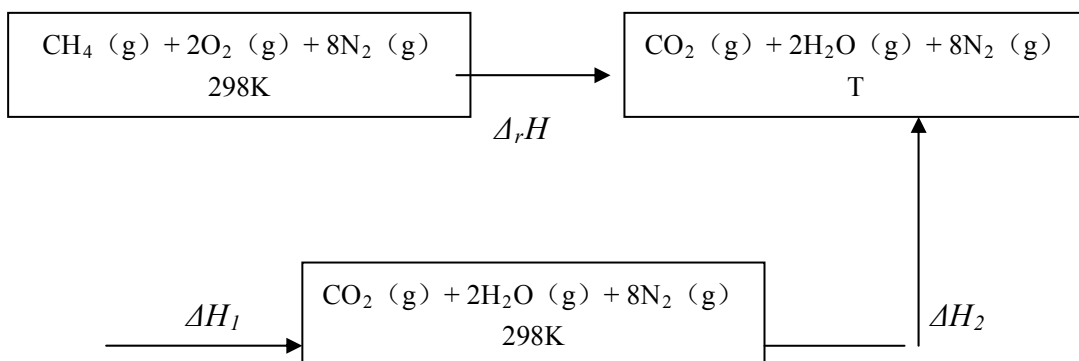 CH₄（g）+ 2O₂（g）+ 8N₂（g）
298K
CO₂（g）+ 2H₂O（g）+ 8N₂（g）
T
ΔᵣH
CO₂（g）+ 2H₂O（g）+ 8N₂（g）
298K
ΔH₁
ΔH₂